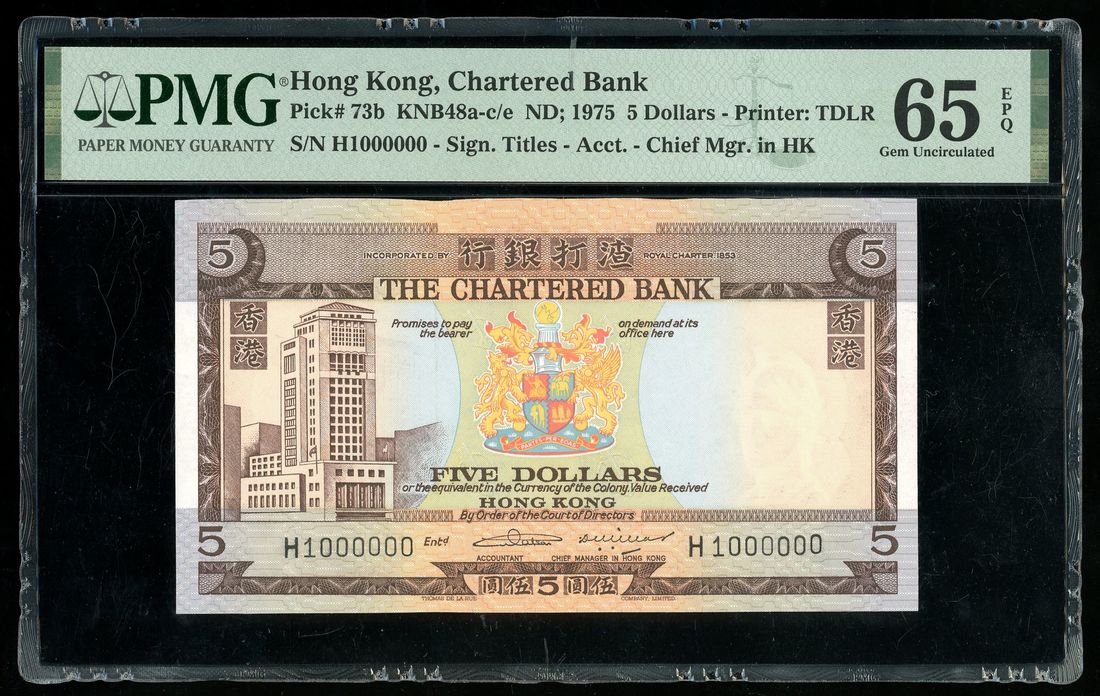 PMG®
PAPER MONEY GUARANTY
Hong Kong, Chartered Bank
Pick# 73b KNB48a-c/e ND; 1975 5 Dollars - Printer: TDLR
S/N H1000000 - Sign. Titles - Acct. - Chief Mgr. in HK
65
EPQ
Gem Uncirculated
5 5
INCORPORATED BY 行銀打渣 ROYAL CHARTER 1853
THE CHARTERED BANK
香港 香港
Promises to pay on demand at its
the bearer office here
FIVE DOLLARS
or the equivalent in the Currency of the Colony. Value Received
HONG KONG
By Order of the Court of Directors
5 H1000000 Entd H1000000 5
ACCOUNTANT CHIEF MANAGER IN HONG KONG
圓伍5圓伍
THOMAS DE LA RUE COMPANY, LIMITED.